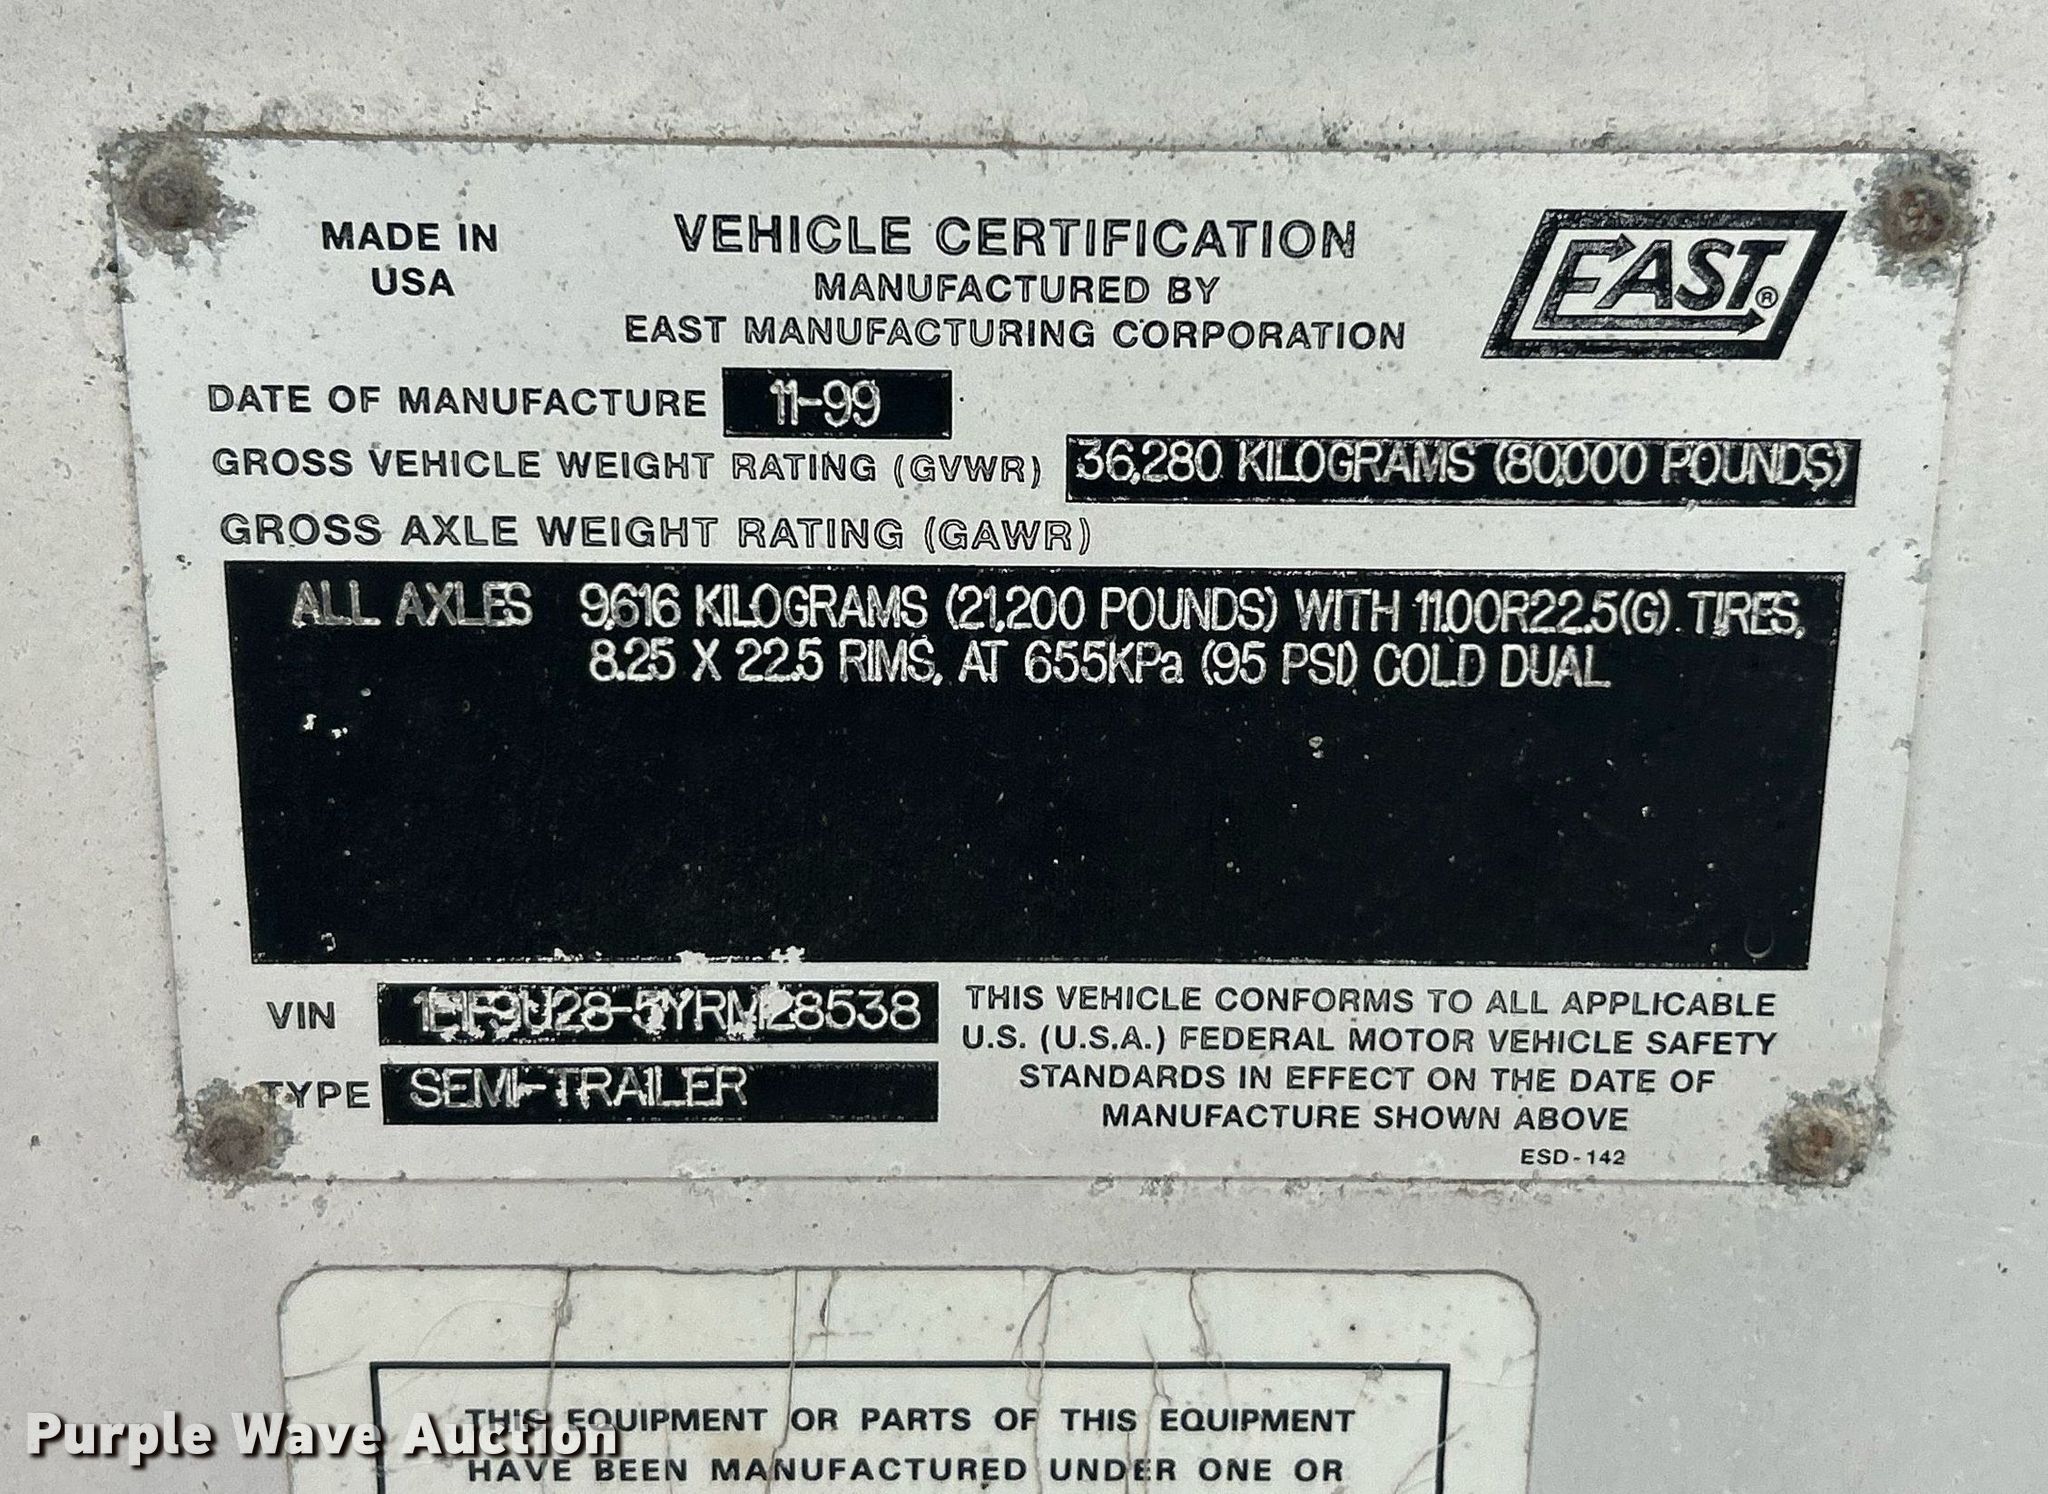 MADE IN
USA
VEHICLE CERTIFICATION
MANUFACTURED BY
EAST MANUFACTURING CORPORATION
EAST®
DATE OF MANUFACTURE 11-99
GROSS VEHICLE WEIGHT RATING (GVWR) 36,280 KILOGRAMS (80,000 POUNDS)
GROSS AXLE WEIGHT RATING (GAWR)
ALL AXLES 9,616 KILOGRAMS (21,200 POUNDS) WITH 11.00R22.5(G) TIRES,
8.25 X 22.5 RIMS, AT 655KPa (95 PSI) COLD DUAL
VIN 1E1F9U28-5YRM28538
TYPE SEMI-TRAILER
THIS VEHICLE CONFORMS TO ALL APPLICABLE
U.S. (U.S.A.) FEDERAL MOTOR VEHICLE SAFETY
STANDARDS IN EFFECT ON THE DATE OF
MANUFACTURE SHOWN ABOVE
ESD-142
THIS EQUIPMENT OR PARTS OF THIS EQUIPMENT
HAVE BEEN MANUFACTURED UNDER ONE OR
Purple Wave Auction